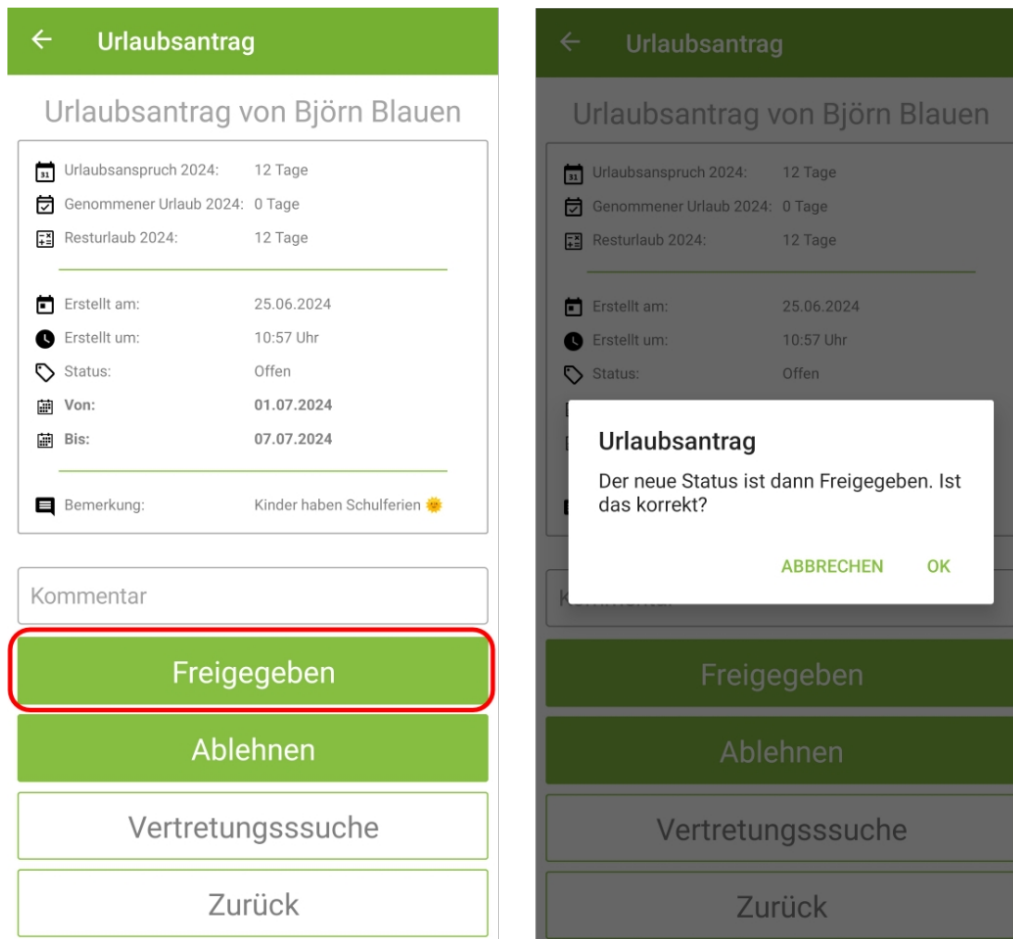 Urlaubsantrag
Urlaubsantrag von Björn Blauen
31 Urlaubsanspruch 2024: 12 Tage
Genommener Urlaub 2024: 0 Tage
Resturlaub 2024: 12 Tage
Erstellt am: 25.06.2024
Erstellt um: 10:57 Uhr
Status: Offen
Von: 01.07.2024
Bis: 07.07.2024
Bemerkung: Kinder haben Schulferien 🌞
Kommentar
Freigegeben
Ablehnen
Vertretungsssuche
Zurück
Urlaubsantrag
Urlaubsantrag von Björn Blauen
31 Urlaubsanspruch 2024: 12 Tage
Genommener Urlaub 2024: 0 Tage
Resturlaub 2024: 12 Tage
Erstellt am: 25.06.2024
Erstellt um: 10:57 Uhr
Status: Offen
Urlaubsantrag
Der neue Status ist dann Freigegeben. Ist
das korrekt?
ABBRECHEN OK
Freigegeben
Ablehnen
Vertretungsssuche
Zurück